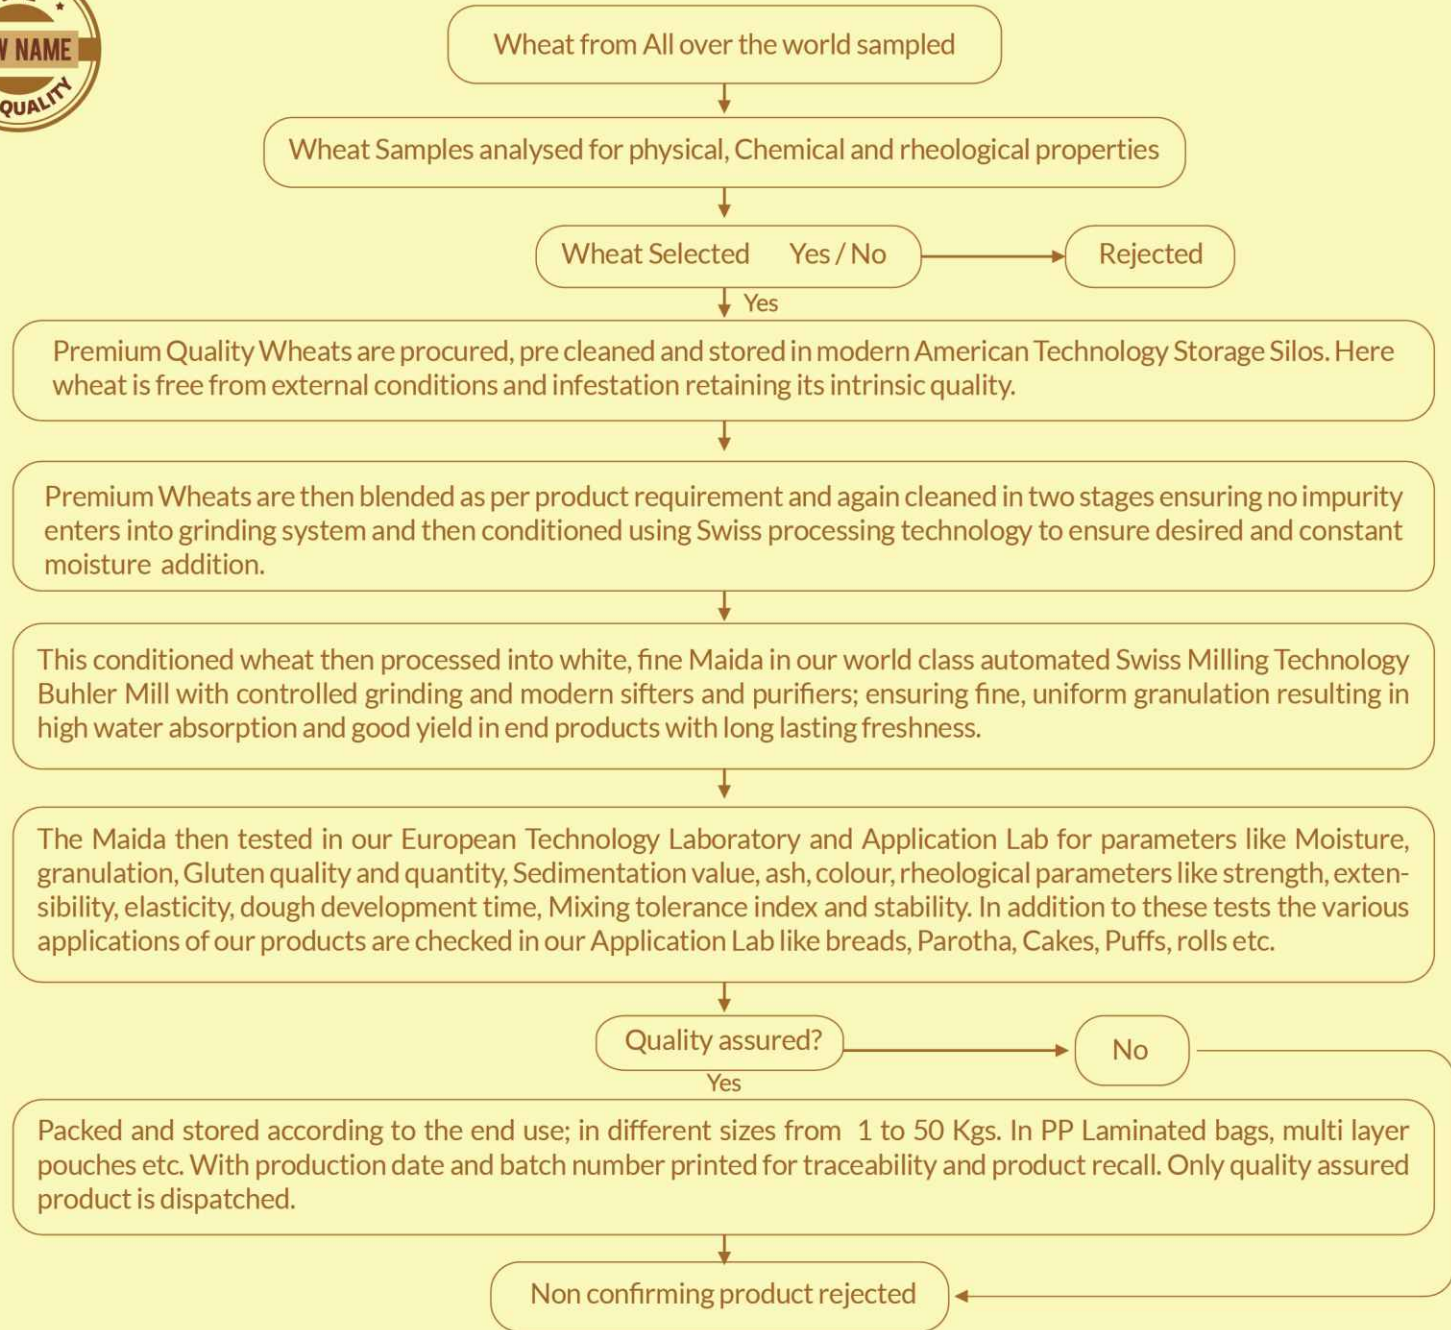 W NAME
QUALITY
Wheat from All over the world sampled
Wheat Samples analysed for physical, Chemical and rheological properties
Wheat Selected Yes / No
Rejected
Yes
Premium Quality Wheats are procured, pre cleaned and stored in modern American Technology Storage Silos. Here
wheat is free from external conditions and infestation retaining its intrinsic quality.
Premium Wheats are then blended as per product requirement and again cleaned in two stages ensuring no impurity
enters into grinding system and then conditioned using Swiss processing technology to ensure desired and constant
moisture addition.
This conditioned wheat then processed into white, fine Maida in our world class automated Swiss Milling Technology
Buhler Mill with controlled grinding and modern sifters and purifiers; ensuring fine, uniform granulation resulting in
high water absorption and good yield in end products with long lasting freshness.
The Maida then tested in our European Technology Laboratory and Application Lab for parameters like Moisture,
granulation, Gluten quality and quantity, Sedimentation value, ash, colour, rheological parameters like strength, exten-
sibility, elasticity, dough development time, Mixing tolerance index and stability. In addition to these tests the various
applications of our products are checked in our Application Lab like breads, Parotha, Cakes, Puffs, rolls etc.
Quality assured?
No
Yes
Packed and stored according to the end use; in different sizes from 1 to 50 Kgs. In PP Laminated bags, multi layer
pouches etc. With production date and batch number printed for traceability and product recall. Only quality assured
product is dispatched.
Non confirming product rejected